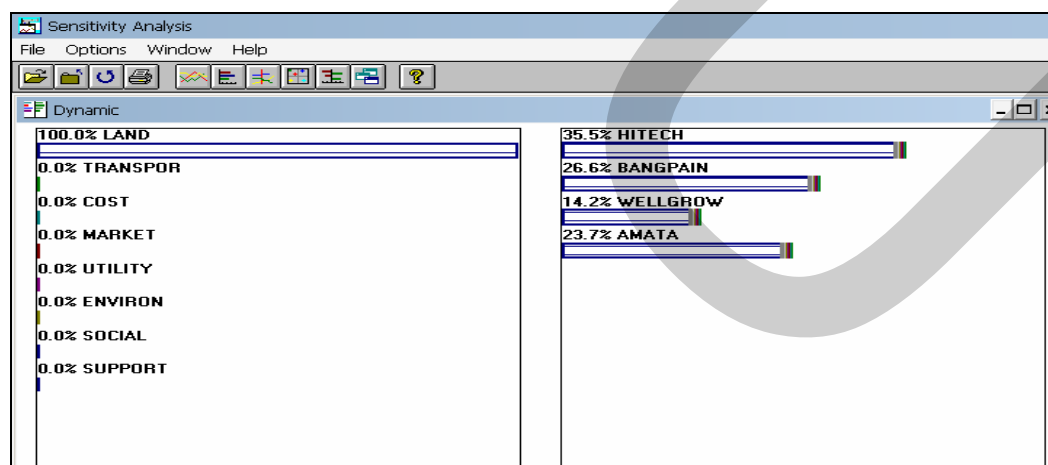 Sensitivity Analysis
File Options Window Help
Dynamic
100.0% LAND
0.0% TRANSPOR
0.0% COST
0.0% MARKET
0.0% UTILITY
0.0% ENVIRON
0.0% SOCIAL
0.0% SUPPORT
35.5% HITECH
26.6% BANGPAIN
14.2% WELLGROW
23.7% AMATA